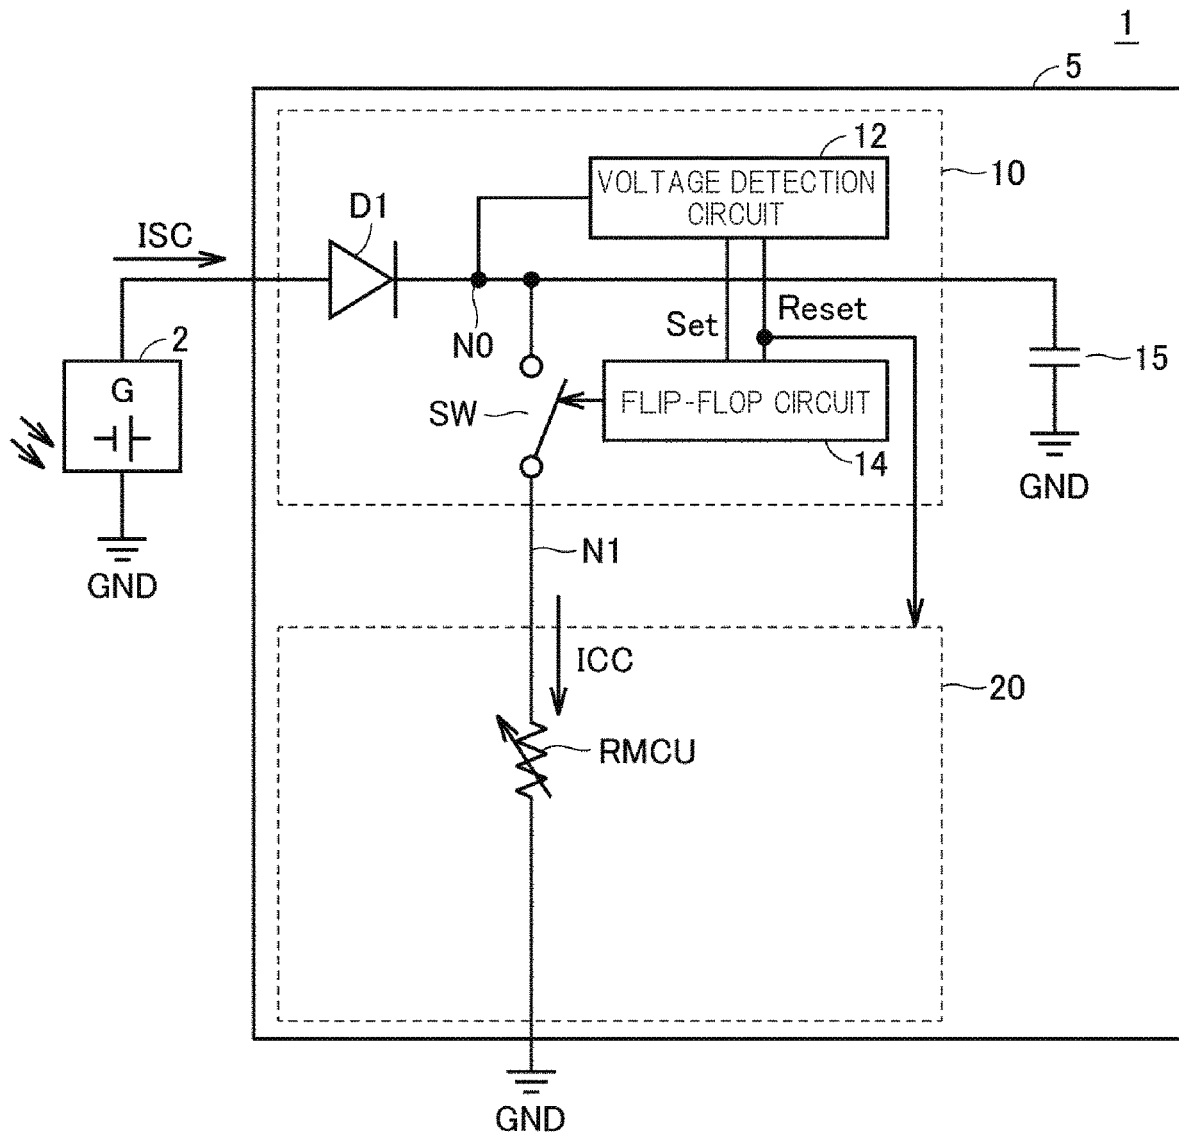 1
5
12
VOLTAGE DETECTION
CIRCUIT
10
D1
ISC
Reset
Set
N0
2
15
G
FLIP-FLOP CIRCUIT
SW
14
GND
N1
GND
ICC
20
RMCU
GND